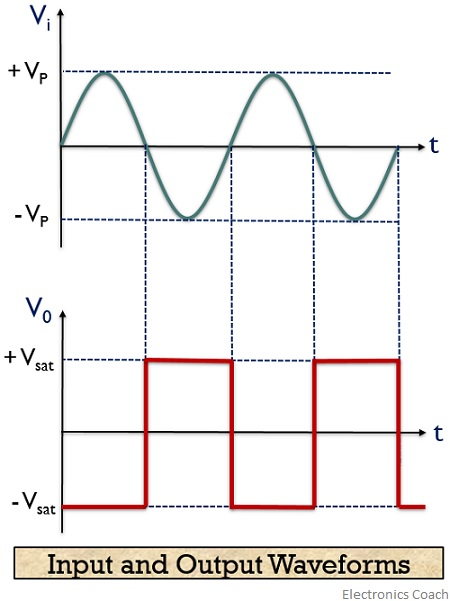 Vi
+ VP
t
- VP
V0
+ Vsat
t
- Vsat
Input and Output Waveforms
Electronics Coach